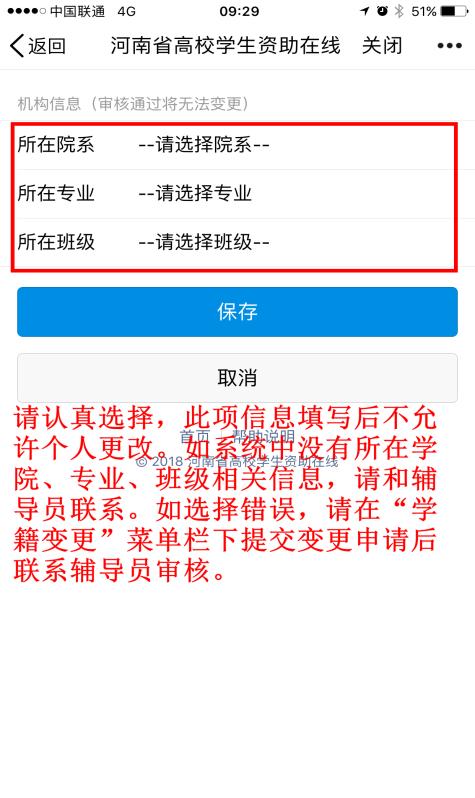 中国联通 4G 09:29 51%
返回 河南省高校学生资助在线 关闭
机构信息（审核通过将无法变更）
所在院系 --请选择院系--
所在专业 --请选择专业
所在班级 --请选择班级--
保存
取消
请认真选择，此项信息填写后不允
首页 | 帮助说明
许个人更改。如系统中没有所在学
© 2018 河南省高校学生资助在线
院、专业、班级相关信息，请和辅
导员联系。如选择错误，请在“学
籍变更”菜单栏下提交变更申请后
联系辅导员审核。